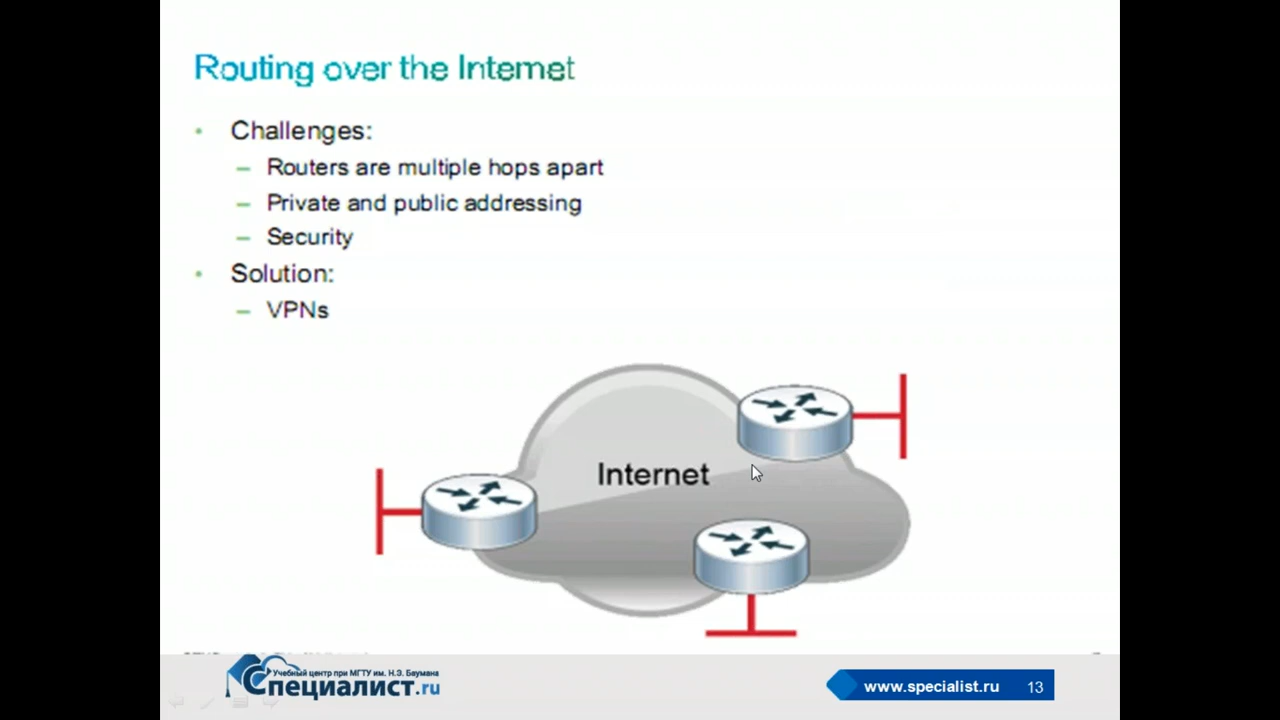 Routing over the Internet
• Challenges:
– Routers are multiple hops apart
– Private and public addressing
– Security
• Solution:
– VPNs
Internet
Учебный центр при МГТУ им. Н.Э. Баумана
Специалист.ru
www.specialist.ru 13